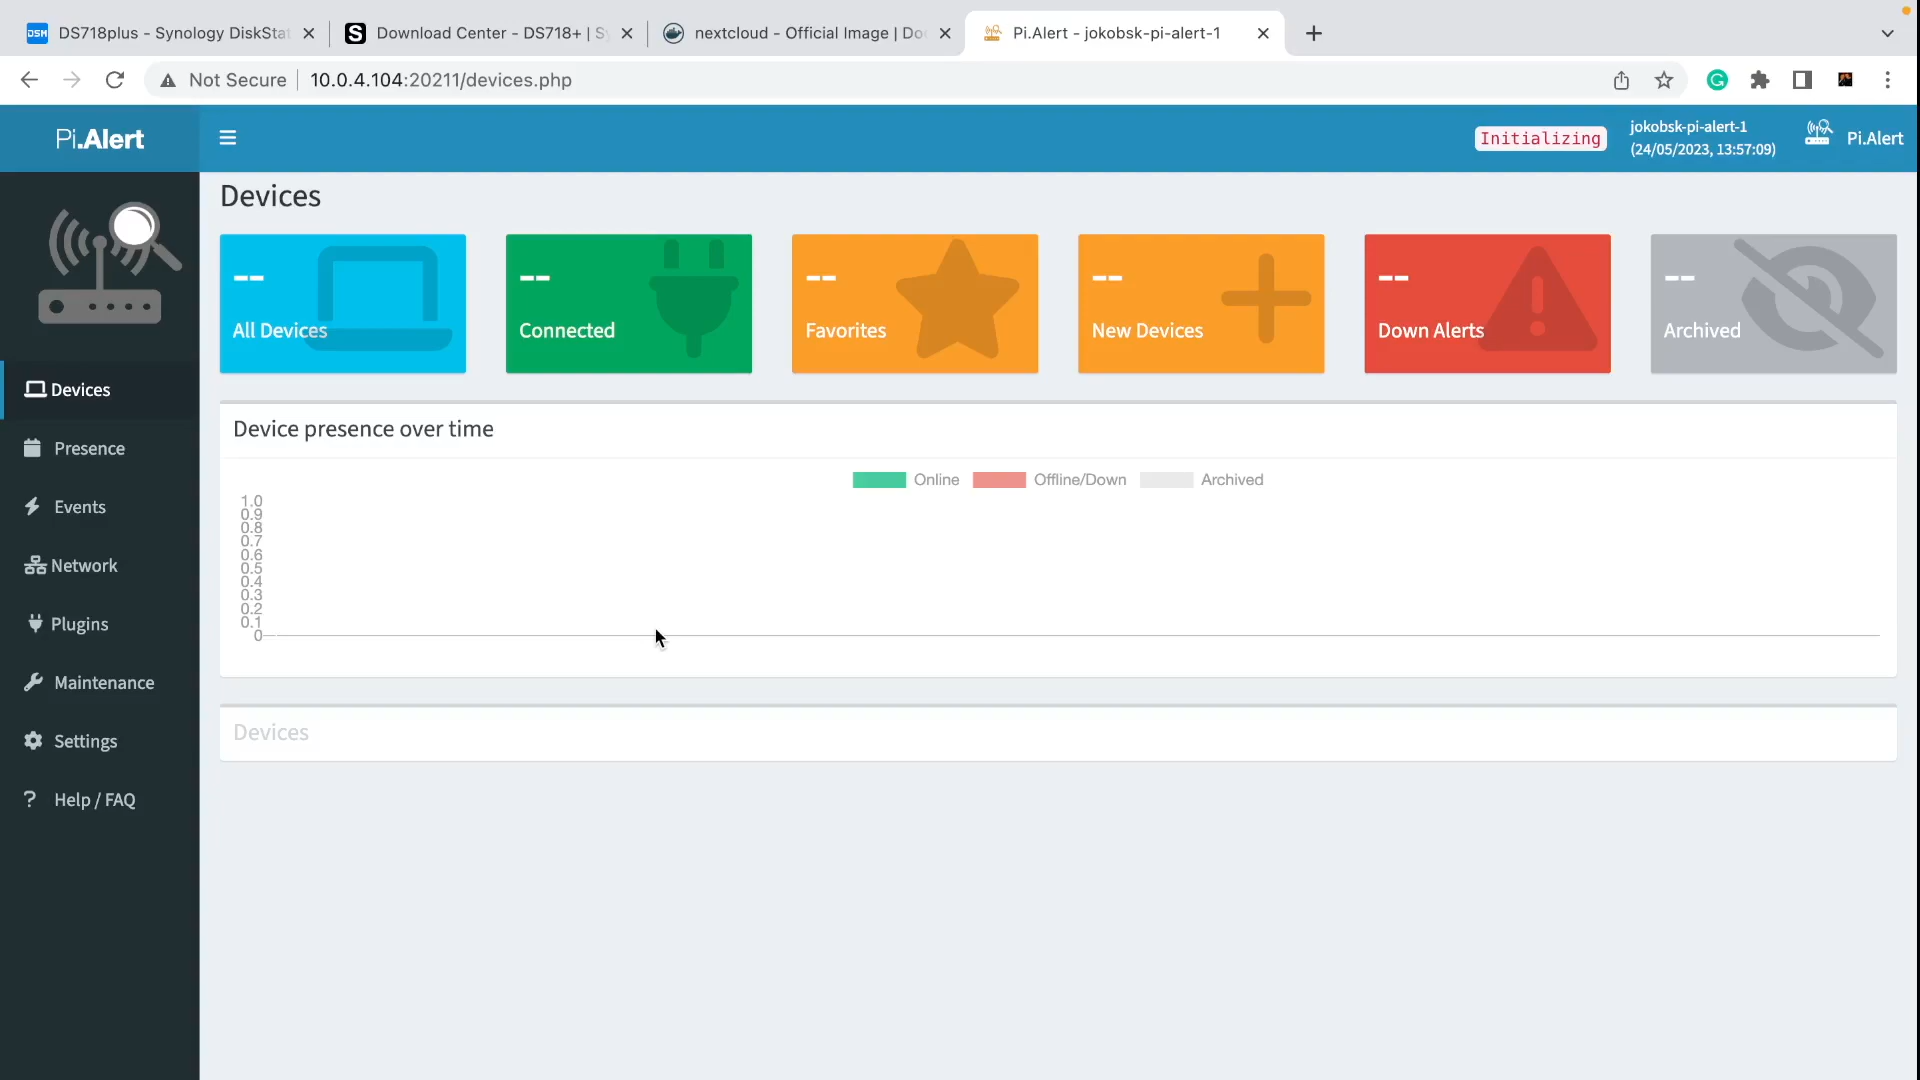 DSM DS718plus - Synology DiskStat
S Download Center - DS718+ | Sy
nextcloud - Official Image | Doc
Pi.Alert - jokobsk-pi-alert-1
Not Secure 10.0.4.104:20211/devices.php
Pi.Alert
Initializing
jokobsk-pi-alert-1
(24/05/2023, 13:57:09)
Pi.Alert
Devices
--
All Devices
--
Connected
--
Favorites
--
New Devices
--
Down Alerts
--
Archived
Devices
Presence
Events
Network
Plugins
Maintenance
Settings
? Help / FAQ
Device presence over time
Online Offline/Down Archived
1.0
0.9
0.8
0.7
0.6
0.5
0.4
0.3
0.2
0.1
0
Devices